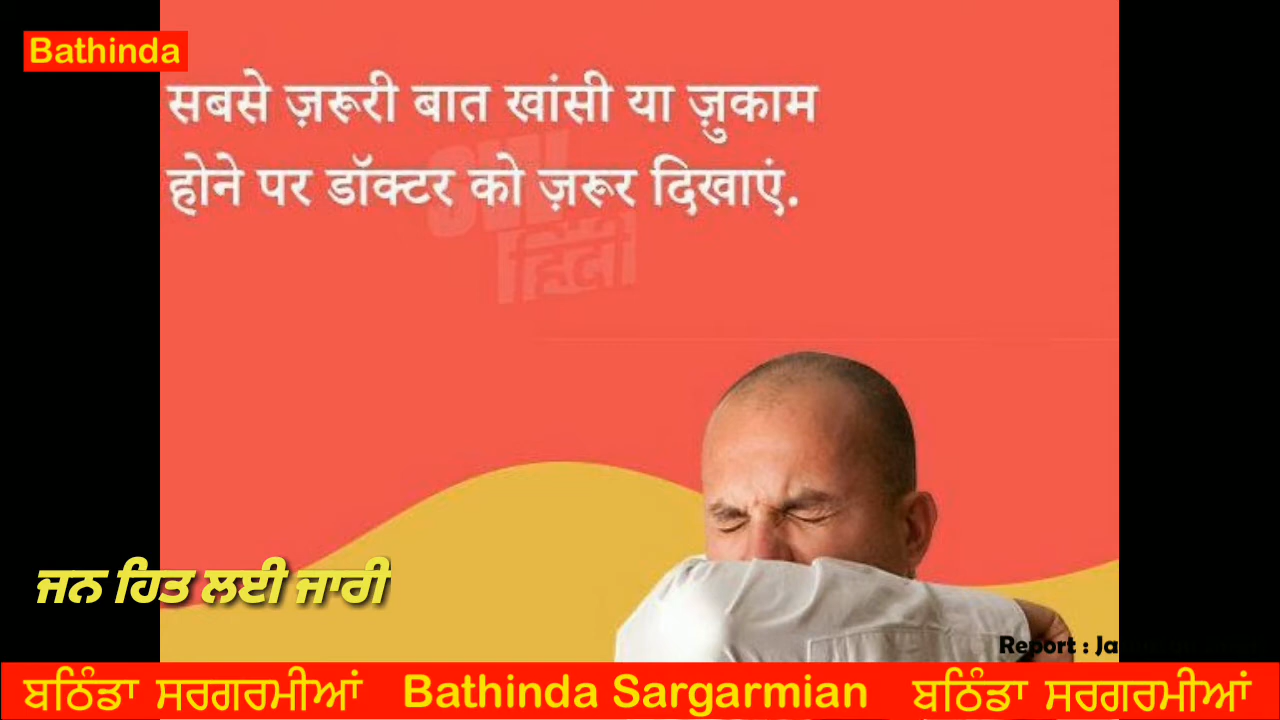 Bathinda
सबसे ज़रूरी बात खांसी या ज़ुकाम
होने पर डॉक्टर को ज़रूर दिखाएं.
हिंदी
ਜਨ ਹਿਤ ਲਈ ਜਾਰੀ
Report :
ਬਠਿੰਡਾ ਸਰਗਰਮੀਆਂ Bathinda Sargarmian ਬਠਿੰਡਾ ਸਰਗਰਮੀਆਂ